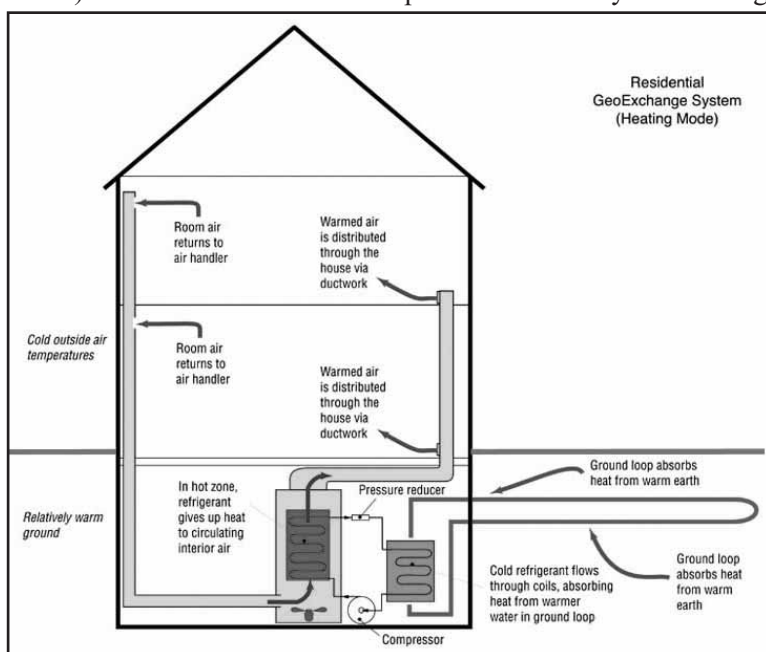 Residential
GeoExchange System
(Heating Mode)
Room air
returns to
air handler
Warmed air
is distributed
through the
house via
ductwork
Cold outside air
temperatures
Room air
returns to
air handler
Warmed air
is distributed
through the
house via
ductwork
Relatively warm
ground
In hot zone,
refrigerant
gives up heat
to circulating
interior air
Pressure reducer
Ground loop absorbs
heat from warm earth
Cold refrigerant flows
through coils, absorbing
heat from warmer
water in ground loop
Ground loop
absorbs heat
from warm
earth
Compressor